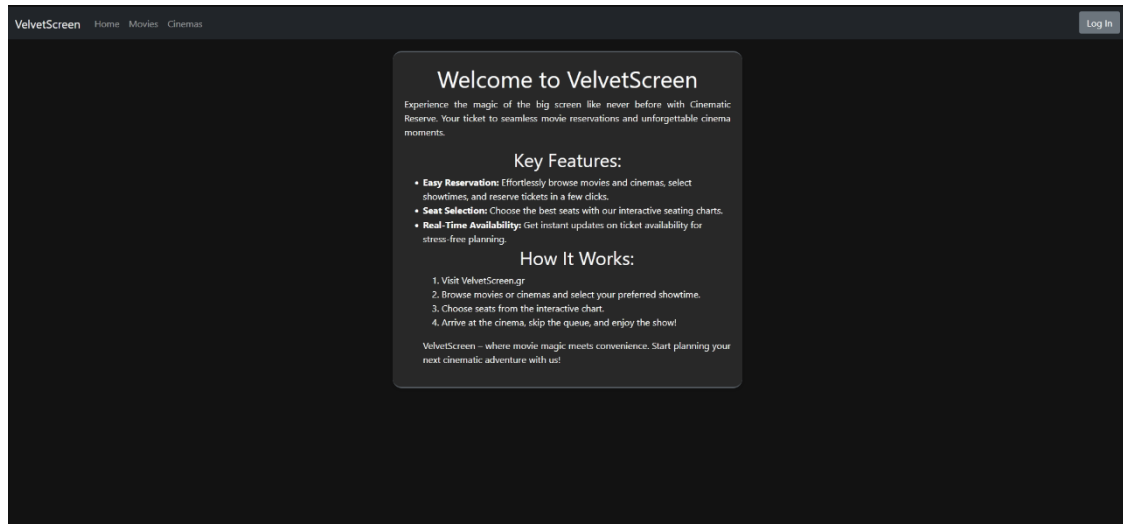 VelvetScreen Home Movies Cinemas Log In
Welcome to VelvetScreen
Experience the magic of the big screen like never before with Cinematic
Reserve. Your ticket to seamless movie reservations and unforgettable cinema
moments.
Key Features:
• Easy Reservation: Effortlessly browse movies and cinemas, select
showtimes, and reserve tickets in a few clicks.
• Seat Selection: Choose the best seats with our interactive seating charts.
• Real-Time Availability: Get instant updates on ticket availability for
stress-free planning.
How It Works:
1. Visit VelvetScreen.gr
2. Browse movies or cinemas and select your preferred showtime.
3. Choose seats from the interactive chart.
4. Arrive at the cinema, skip the queue, and enjoy the show!
VelvetScreen – where movie magic meets convenience. Start planning your
next cinematic adventure with us!